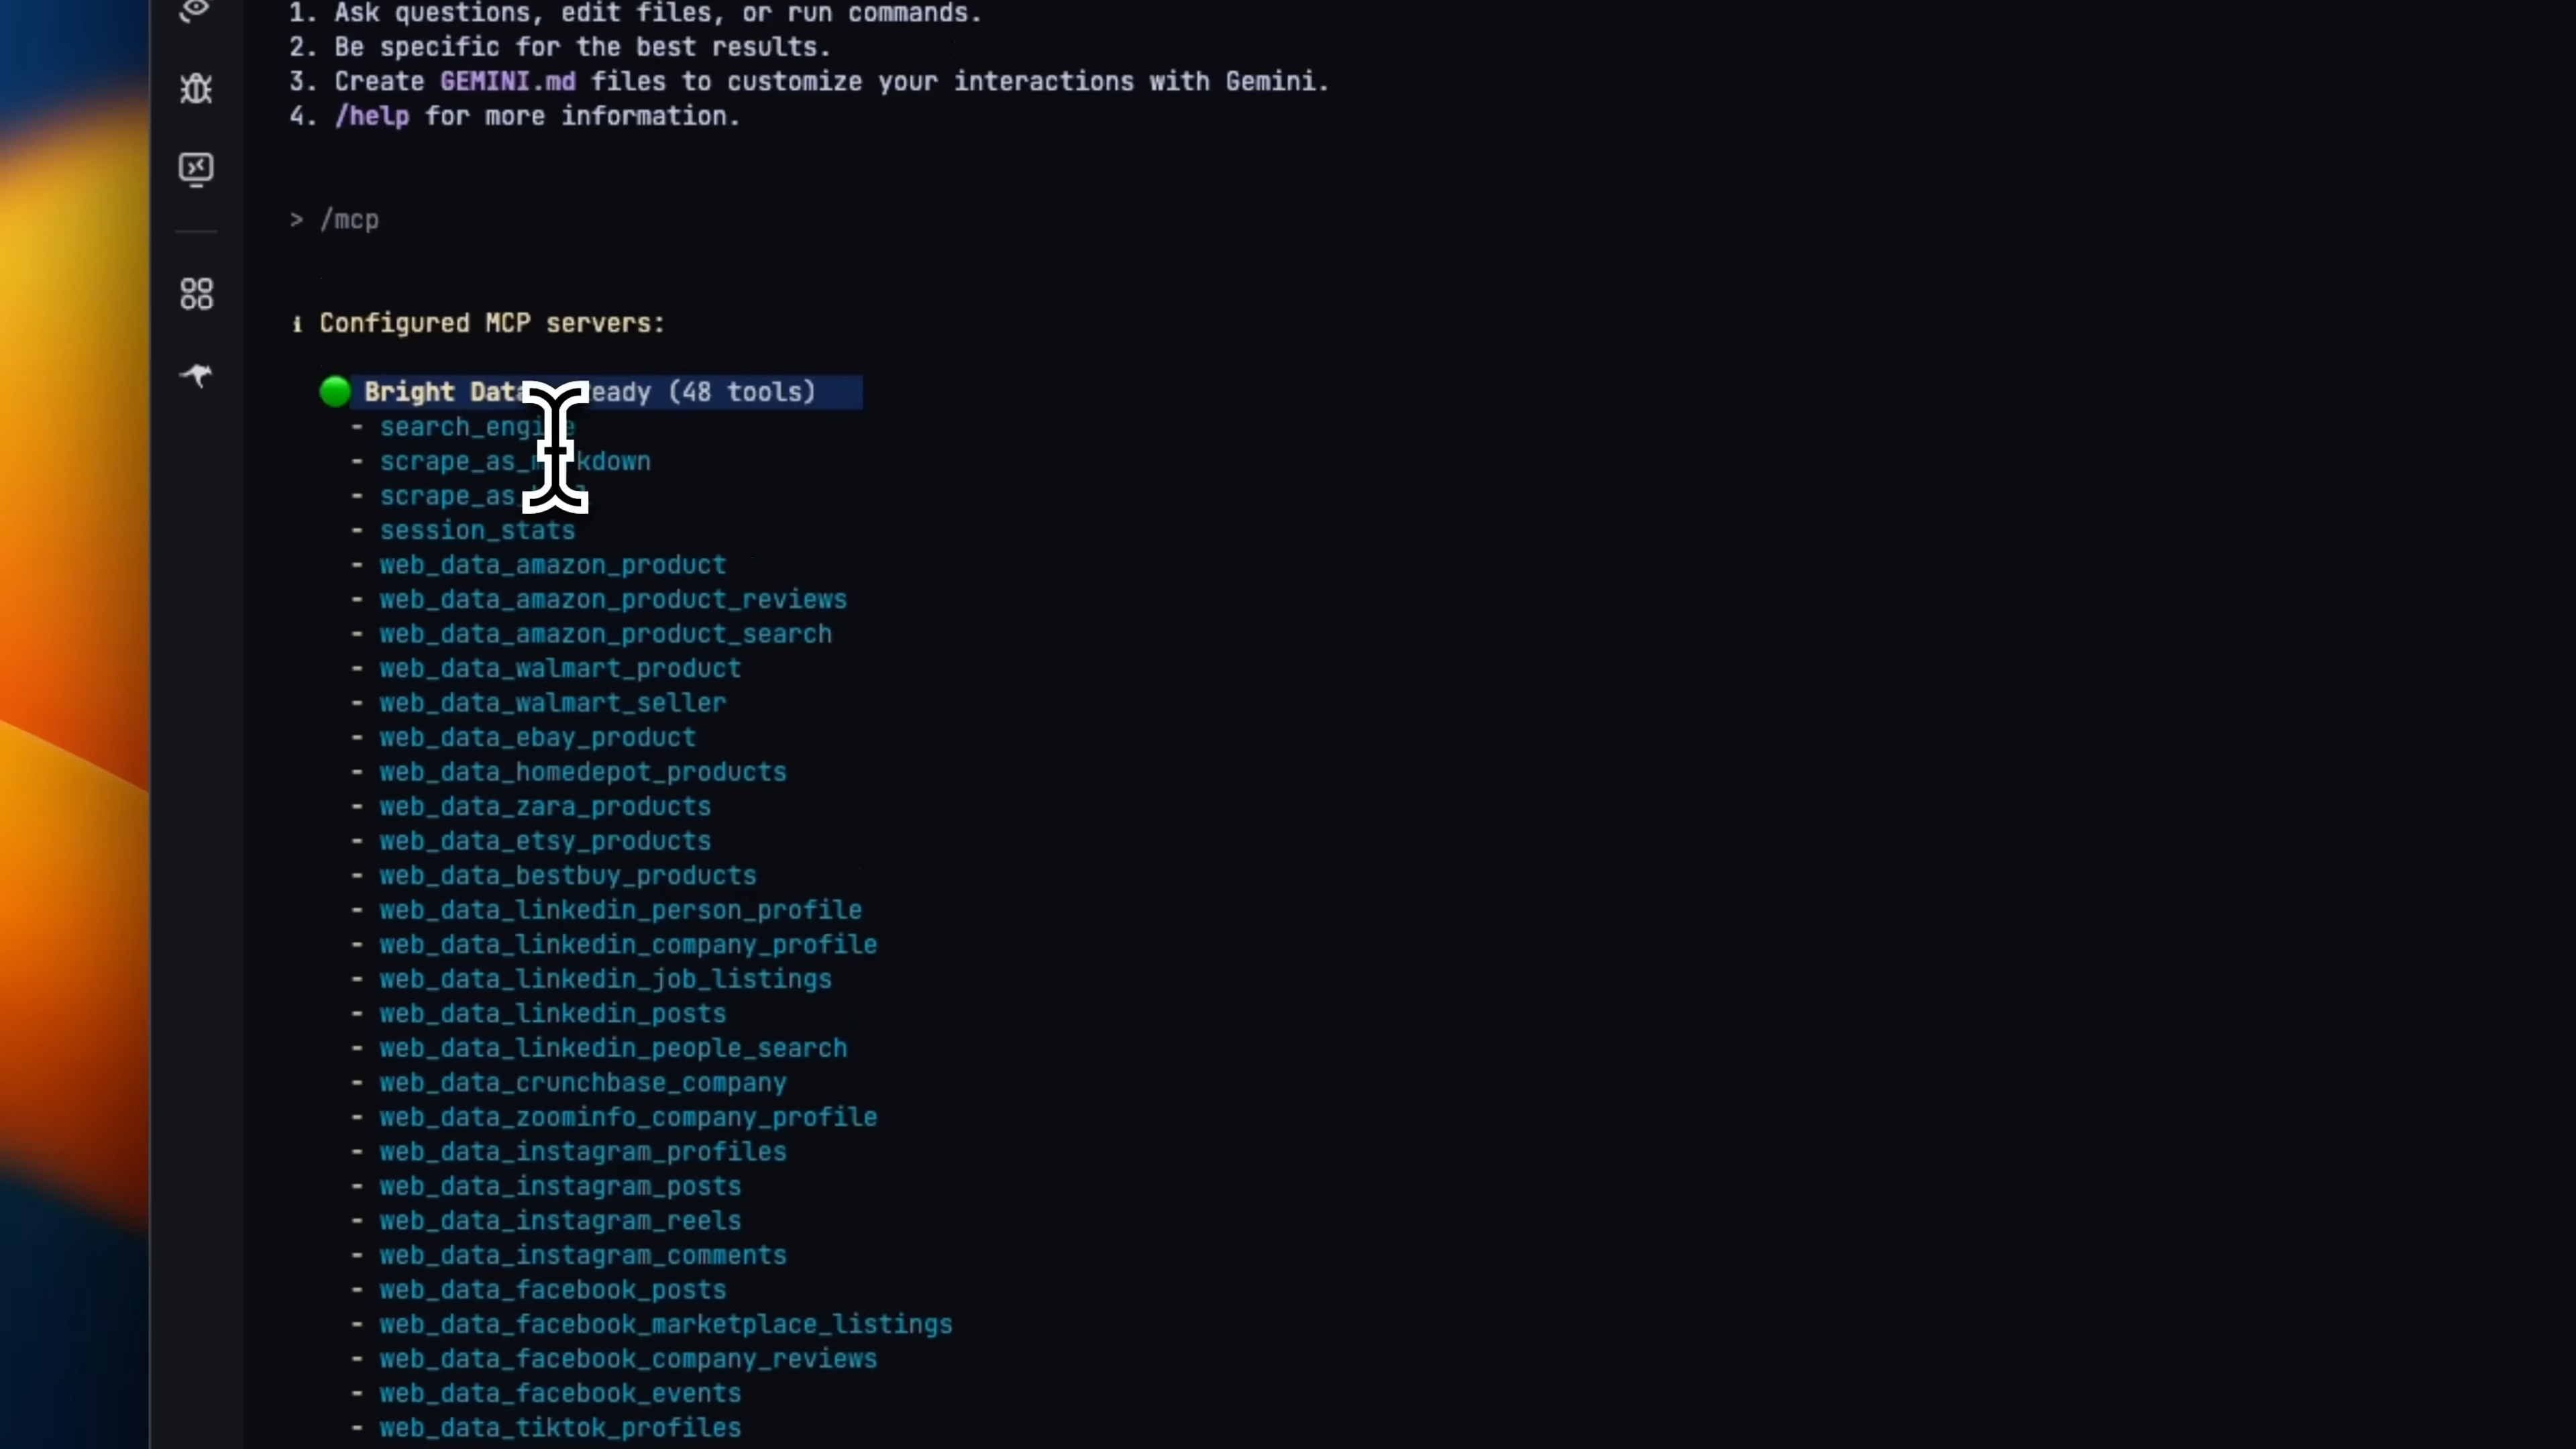 1. Ask questions, edit files, or run commands.
2. Be specific for the best results.
3. Create GEMINI.md files to customize your interactions with Gemini.
4. /help for more information.
> /mcp
i Configured MCP servers:
Bright Data (48 tools)
- search_engine
- scrape_as_markdown
- session_stats
- web_data_amazon_product
- web_data_amazon_product_reviews
- web_data_amazon_product_search
- web_data_walmart_product
- web_data_walmart_seller
- web_data_ebay_product
- web_data_homedepot_products
- web_data_zara_products
- web_data_etsy_products
- web_data_bestbuy_products
- web_data_linkedin_person_profile
- web_data_linkedin_company_profile
- web_data_linkedin_job_listings
- web_data_linkedin_posts
- web_data_linkedin_people_search
- web_data_crunchbase_company
- web_data_zoominfo_company_profile
- web_data_instagram_profiles
- web_data_instagram_posts
- web_data_instagram_reels
- web_data_instagram_comments
- web_data_facebook_posts
- web_data_facebook_marketplace_listings
- web_data_facebook_company_reviews
- web_data_facebook_events
- web_data_tiktok_profiles